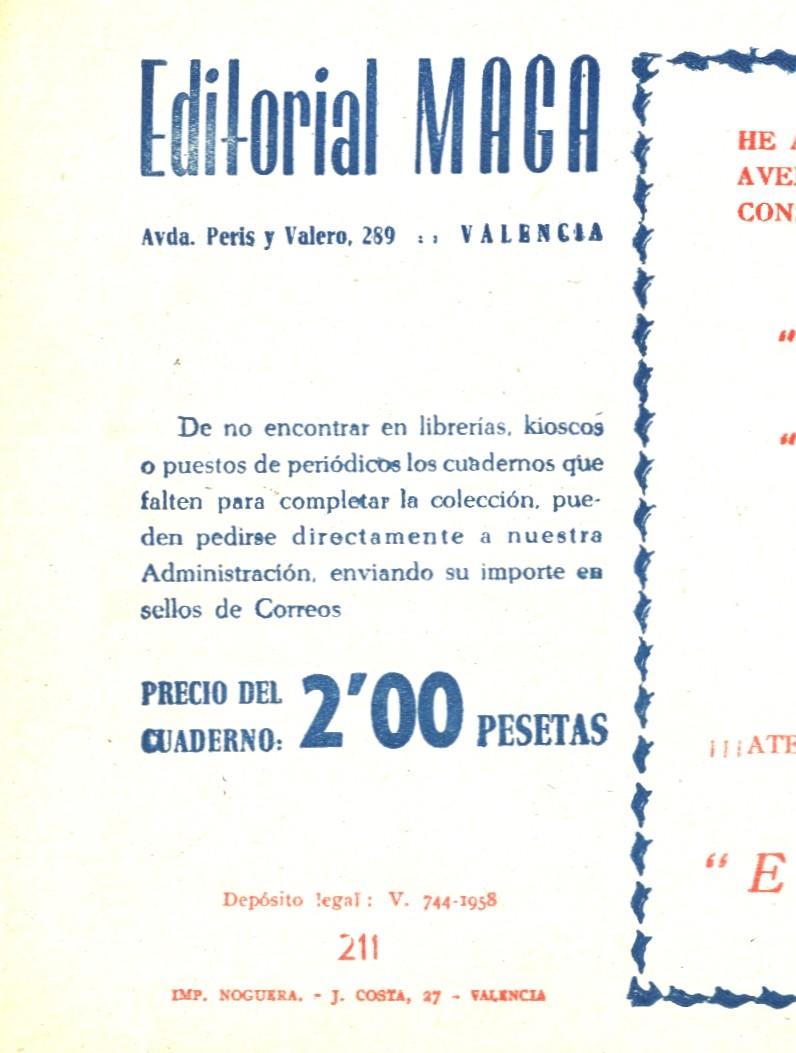 Editorial MAGA
Avda. Peris y Valero, 289 : : VALENCIA
De no encontrar en librerías, kioscos
o puestos de periódicos los cuadernos que
falten para completar la colección, pue-
den pedirse directamente a nuestra
Administración, enviando su importe en
sellos de Correos
PRECIO DEL
CUADERNO: 2'00 PESETAS
Depósito legal: V. 744-1958
211
IMP. NOGUERA. - J. COSTA, 27 - VALENCIA
HE A
AVE
CONS
"
"
¡¡¡ATE
" E